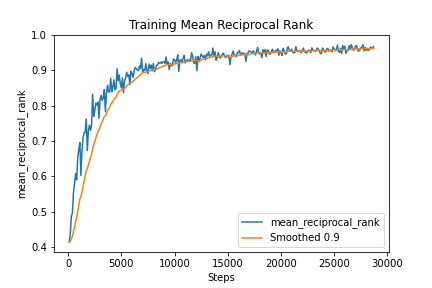 Training Mean Reciprocal Rank
1.0
0.9
0.8
0.7
0.6
0.5
0.4
mean_reciprocal_rank
0
5000
10000
15000
20000
25000
30000
Steps
mean_reciprocal_rank
Smoothed 0.9